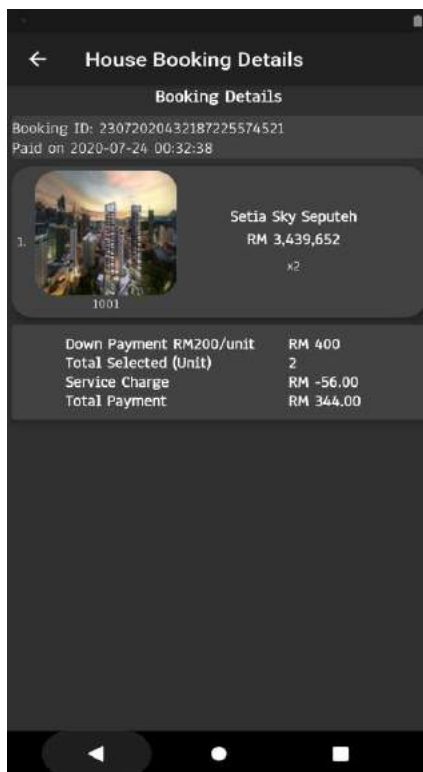 House Booking Details
Booking Details
Booking ID: 23072020432187225574521
Paid on 2020-07-24 00:32:38
1.
1001
Setia Sky Seputeh
RM 3,439,652
x2
Down Payment RM200/unit RM 400
Total Selected (Unit) 2
Service Charge RM -56.00
Total Payment RM 344.00